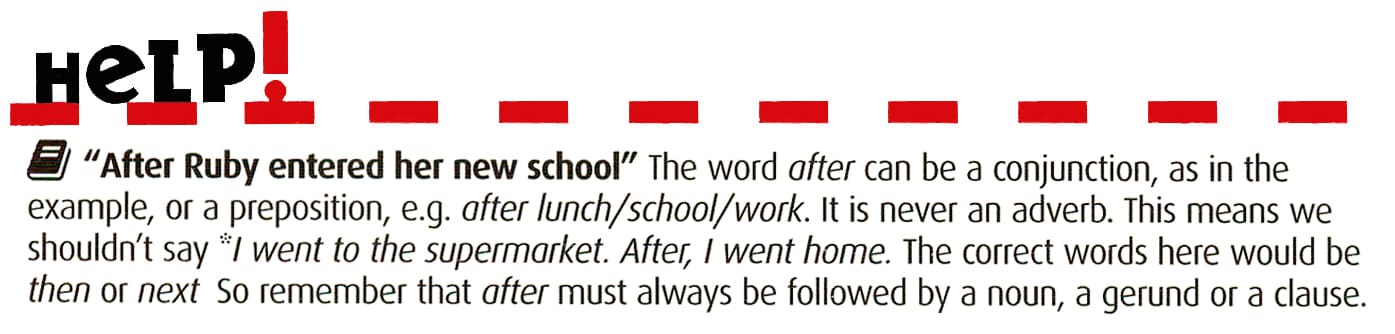 HeLP!
“After Ruby entered her new school” The word after can be a conjunction, as in the
example, or a preposition, e.g. after lunch/school/work. It is never an adverb. This means we
shouldn’t say *I went to the supermarket. After, I went home. The correct words here would be
then or next So remember that after must always be followed by a noun, a gerund or a clause.